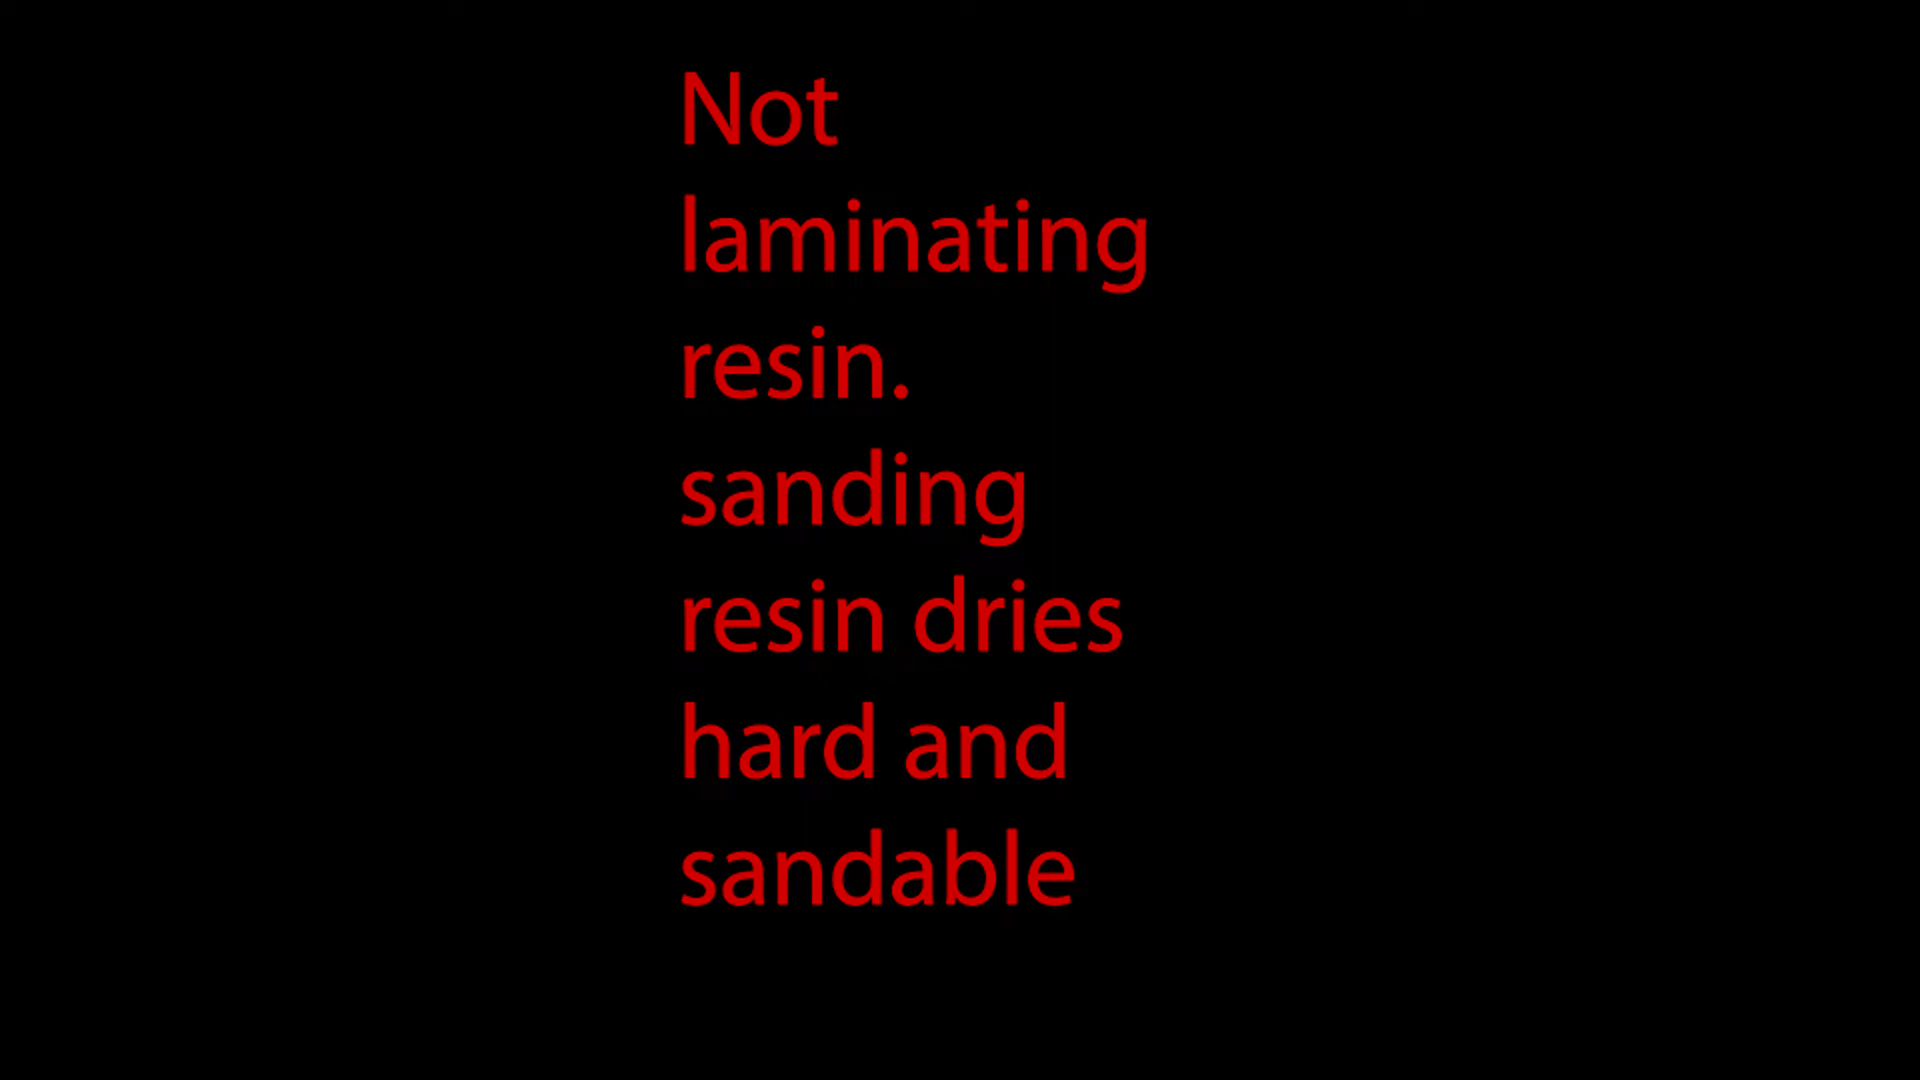 Not
laminating
resin.
sanding
resin dries
hard and
sandable